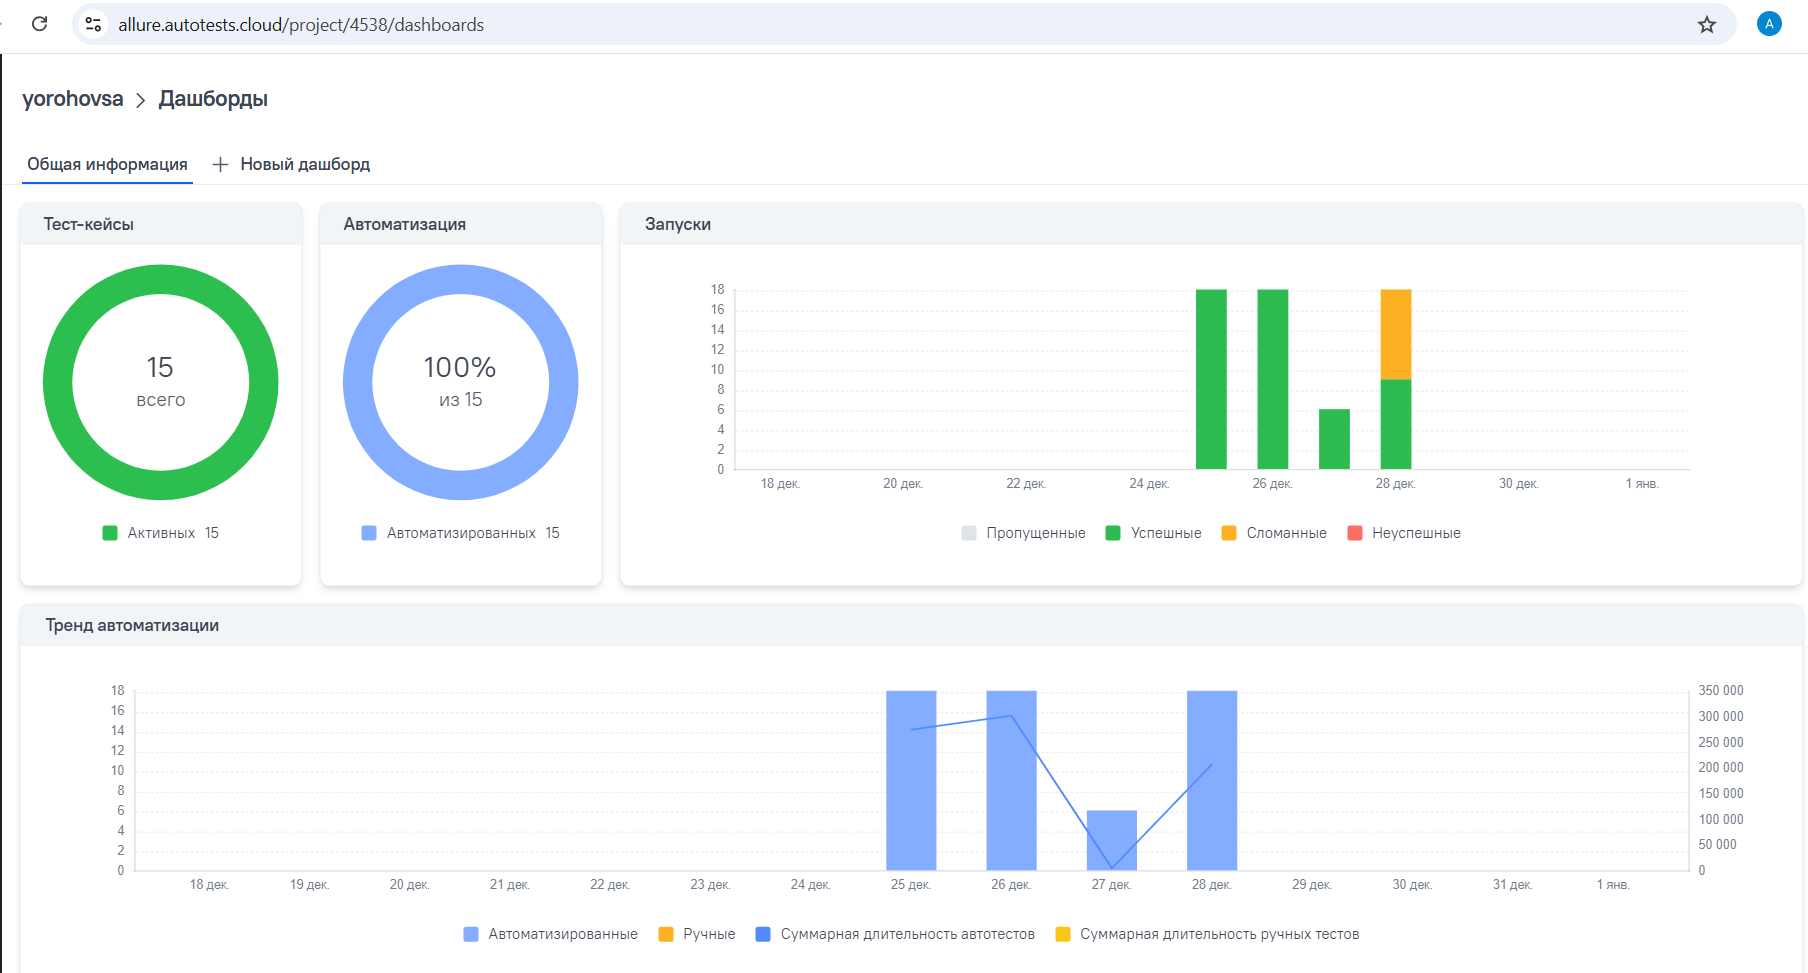 allure.autotests.cloud/project/4538/dashboards
A
yorohovsa > Дашборды
Общая информация
+ Новый дашборд
Тест-кейсы
15
всего
Активных 15
Автоматизация
100%
из 15
Автоматизированных 15
Запуски
18
16
14
12
10
8
6
4
2
0
18 дек. 20 дек. 22 дек. 24 дек. 26 дек. 28 дек. 30 дек. 1 янв.
Пропущенные Успешные Сломанные Неуспешные
Тренд автоматизации
18
16
14
12
10
8
6
4
2
0
350 000
300 000
250 000
200 000
150 000
100 000
50 000
0
18 дек. 19 дек. 20 дек. 21 дек. 22 дек. 23 дек. 24 дек. 25 дек. 26 дек. 27 дек. 28 дек. 29 дек. 30 дек. 31 дек. 1 янв.
Автоматизированные Ручные Суммарная длительность автотестов Суммарная длительность ручных тестов